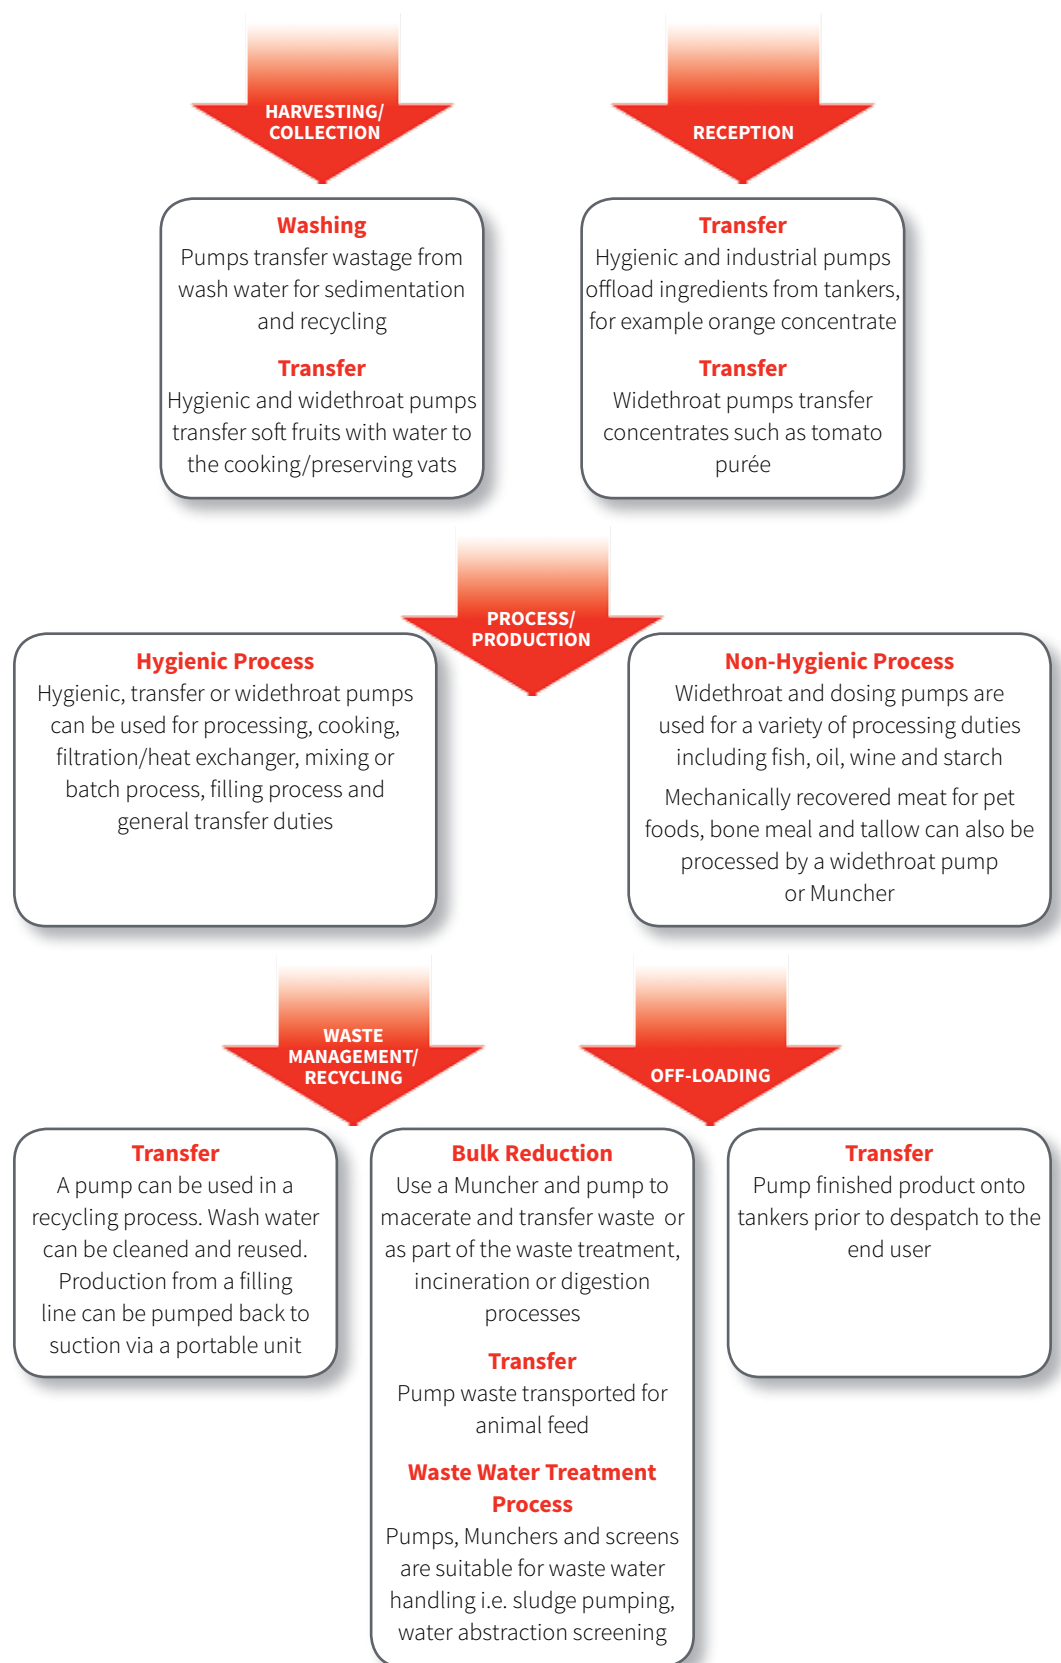 HARVESTING/
COLLECTION
RECEPTION
Washing
Pumps transfer wastage from
wash water for sedimentation
and recycling
Transfer
Hygienic and widethroat pumps
transfer soft fruits with water to
the cooking/preserving vats
Transfer
Hygienic and industrial pumps
offload ingredients from tankers,
for example orange concentrate
Transfer
Widethroat pumps transfer
concentrates such as tomato
purée
PROCESS/
PRODUCTION
Hygienic Process
Hygienic, transfer or widethroat pumps
can be used for processing, cooking,
filtration/heat exchanger, mixing or
batch process, filling process and
general transfer duties
Non-Hygienic Process
Widethroat and dosing pumps are
used for a variety of processing duties
including fish, oil, wine and starch
Mechanically recovered meat for pet
foods, bone meal and tallow can also be
processed by a widethroat pump
or Muncher
WASTE
MANAGEMENT/
RECYCLING
OFF-LOADING
Transfer
A pump can be used in a
recycling process. Wash water
can be cleaned and reused.
Production from a filling
line can be pumped back to
suction via a portable unit
Bulk Reduction
Use a Muncher and pump to
macerate and transfer waste or
as part of the waste treatment,
incineration or digestion
processes
Transfer
Pump waste transported for
animal feed
Waste Water Treatment
Process
Pumps, Munchers and screens
are suitable for waste water
handling i.e. sludge pumping,
water abstraction screening
Transfer
Pump finished product onto
tankers prior to despatch to the
end user